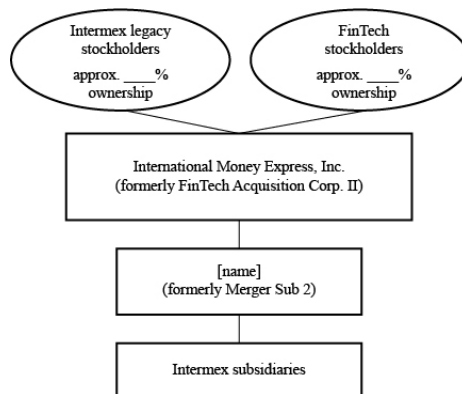 Intermex legacy
stockholders
approx. ____%
ownership
FinTech
stockholders
approx. ____%
ownership
International Money Express, Inc.
(formerly FinTech Acquisition Corp. II)
[name]
(formerly Merger Sub 2)
Intermex subsidiaries